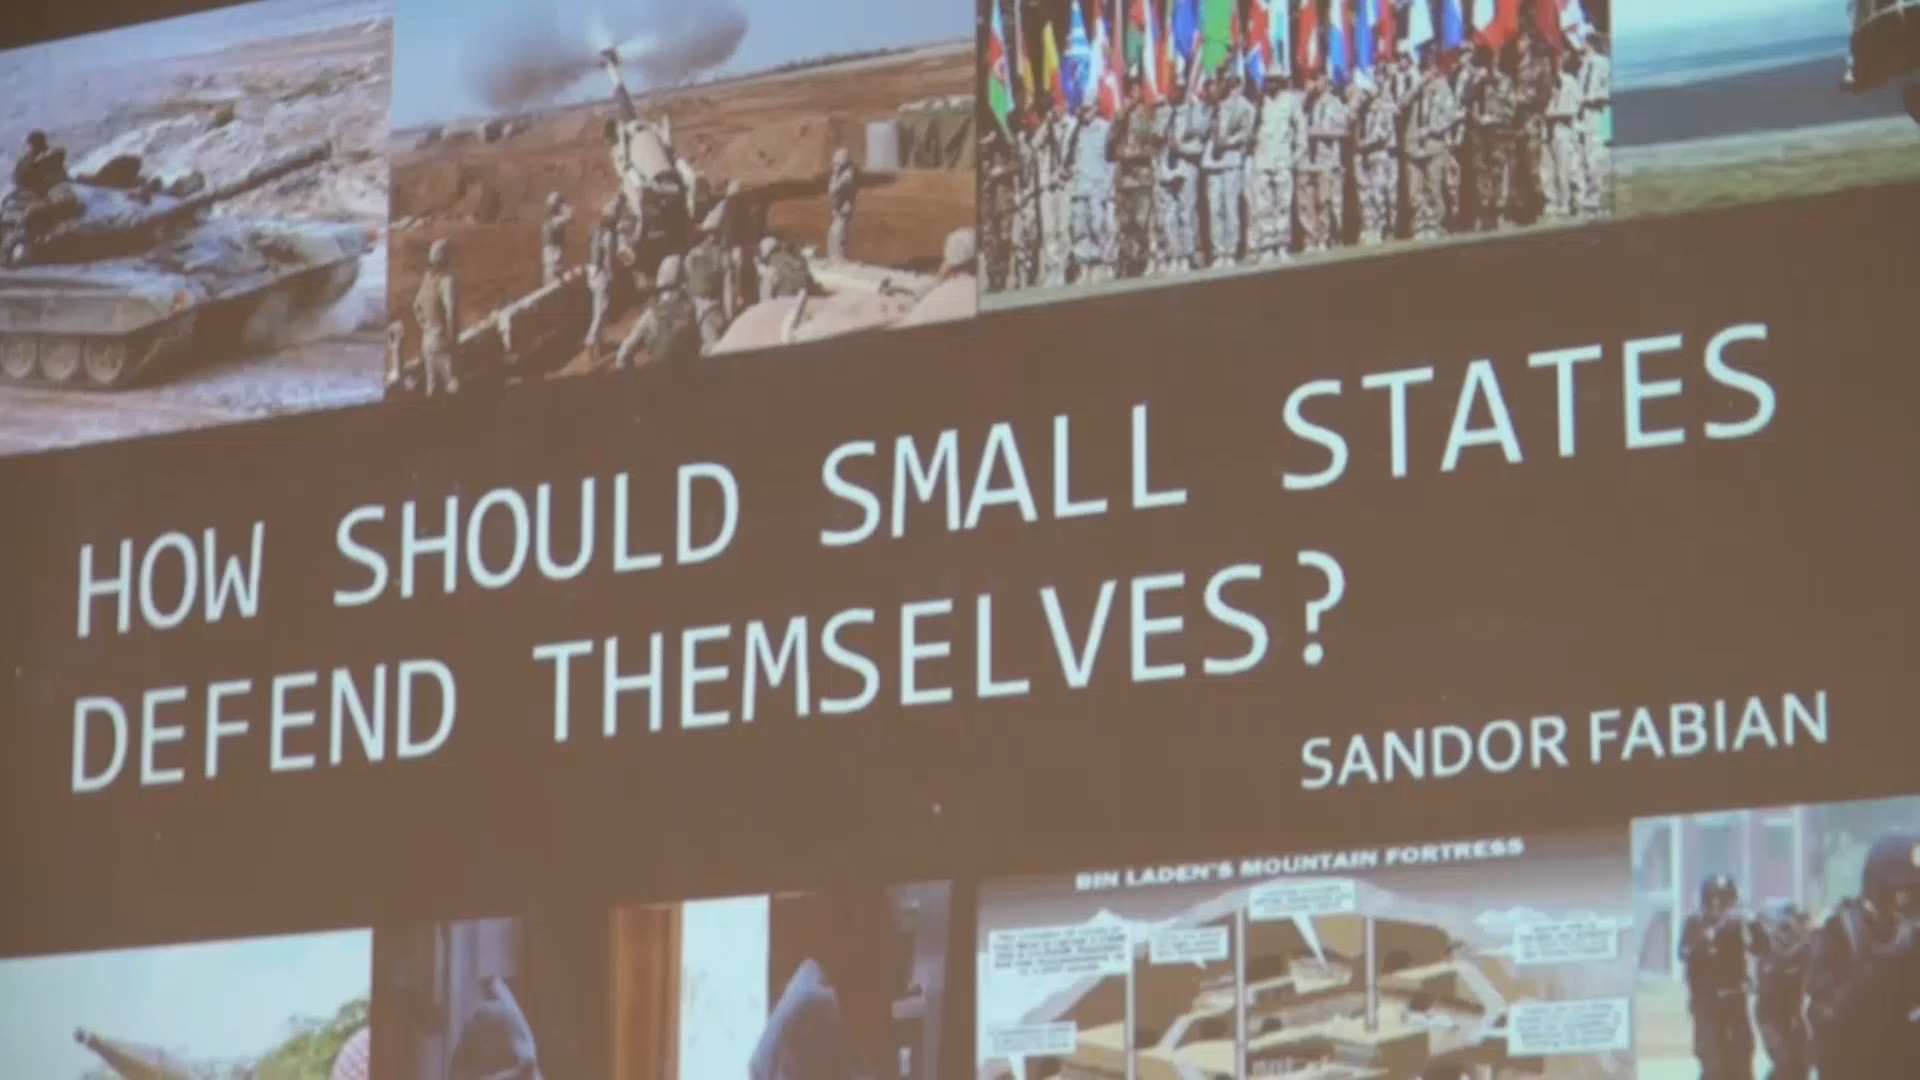 HOW SHOULD SMALL STATES
DEFEND THEMSELVES?
SANDOR FABIAN
BIN LADEN'S MOUNTAIN FORTRESS